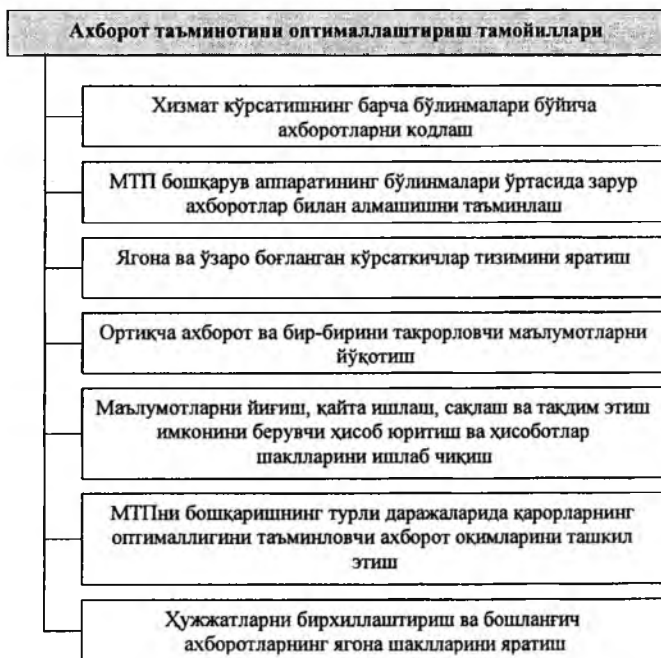 Ахборот таъминотини оптималлаштириш тамойиллари
Хизмат кўрсатишнинг барча бўлинмалари бўйича
ахборотларни кодлаш
МТП бошқарув аппаратининг бўлинмалари ўртасида зарур
ахборотлар билан алмашишни таъминлаш
Ягона ва ўзаро боғланган кўрсаткичлар тизимини яратиш
Ортиқча ахборот ва бир-бирини такрорловчи маълумотларни
йўқотиш
Маълумотларни йиғиш, қайта ишлаш, сақлаш ва тақдим этиш
имконини берувчи ҳисоб юритиш ва ҳисоботлар
шаклларини ишлаб чиқиш
МТПни бошқаришнинг турли даражаларида қарорларнинг
оптималлигини таъминловчи ахборот оқимларини ташкил
этиш
Ҳужжатларни бирхиллаштириш ва бошланғич
ахборотларнинг ягона шаклларини яратиш